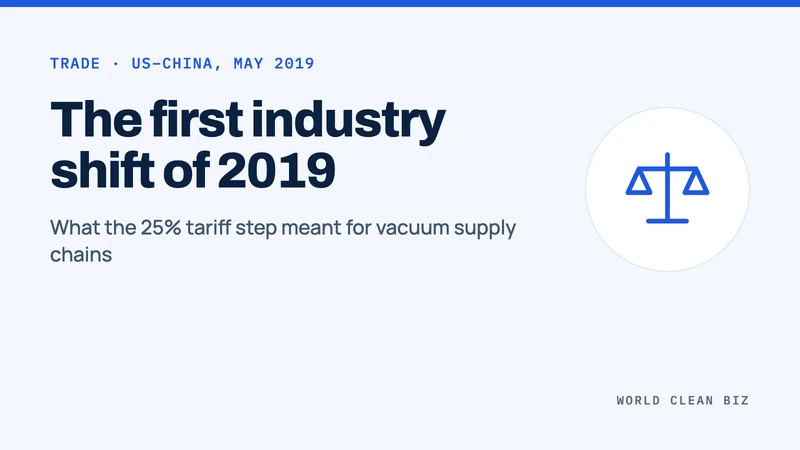 TRADE · US–CHINA, MAY 2019
The first industry
shift of 2019
What the 25% tariff step meant for vacuum supply
chains
WORLD CLEAN BIZ